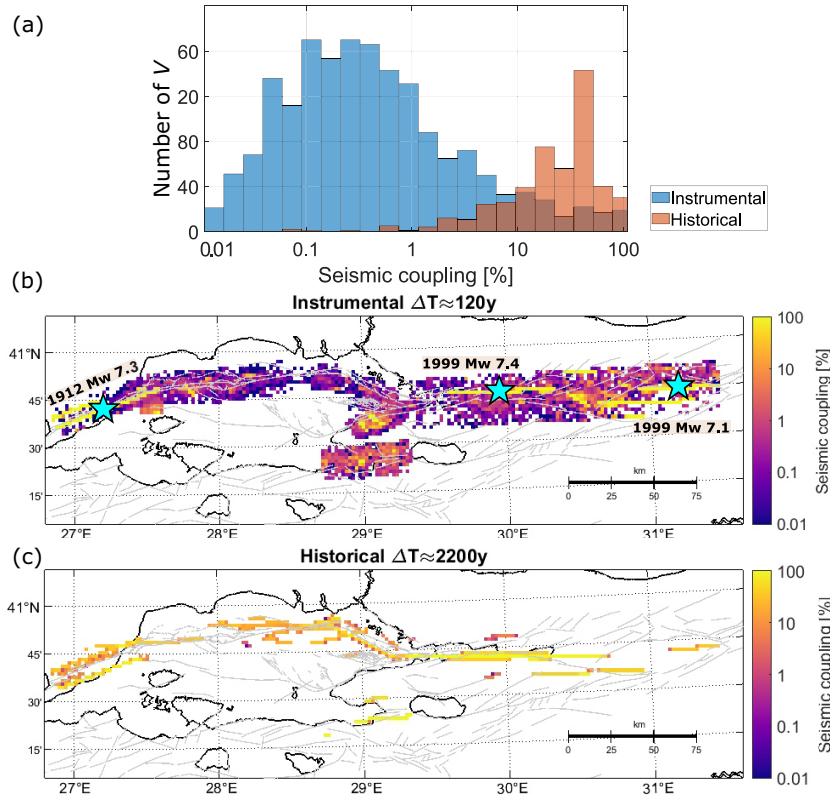 (a)
60
20
60
80
40
0
Number of V
0.01
0.1
1
10
100
Seismic coupling [%]
Instrumental
Historical
(b)
Instrumental ΔT≈120y
41°N
45'
30'
15'
27°E
28°E
29°E
30°E
31°E
1912 Mw 7.3
1999 Mw 7.4
1999 Mw 7.1
km
0
25
50
75
100
10
1
0.1
0.01
Seismic coupling [%]
(c)
Historical ΔT≈2200y
41°N
45'
30'
15'
27°E
28°E
29°E
30°E
31°E
km
0
25
50
75
100
10
1
0.1
0.01
Seismic coupling [%]